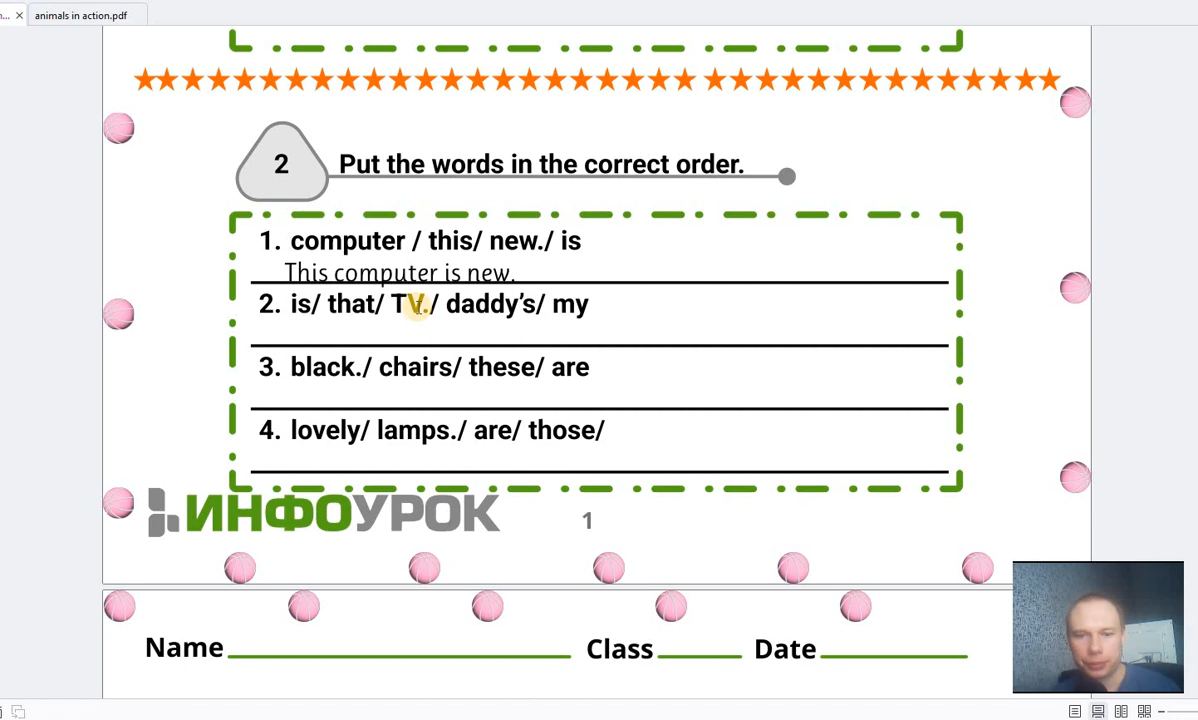 n...
animals in action.pdf
2
Put the words in the correct order.
1. computer / this/ new./ is
This computer is new.
2. is/ that/ TV./ daddy's/ my
3. black./ chairs/ these/ are
4. lovely/ lamps./ are/ those/
ИНФОУРОК
1
Name
Class
Date